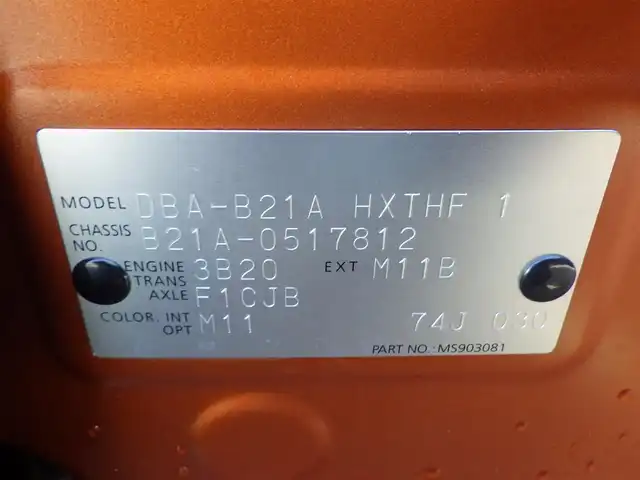 MODEL DBA-B21A HXTHF 1
CHASSIS NO. B21A-0517812
ENGINE 3B20 EXT M11B
TRANS AXLE F1CJB
COLOR. INT OPT M11 74J 030
PART NO.:MS903081